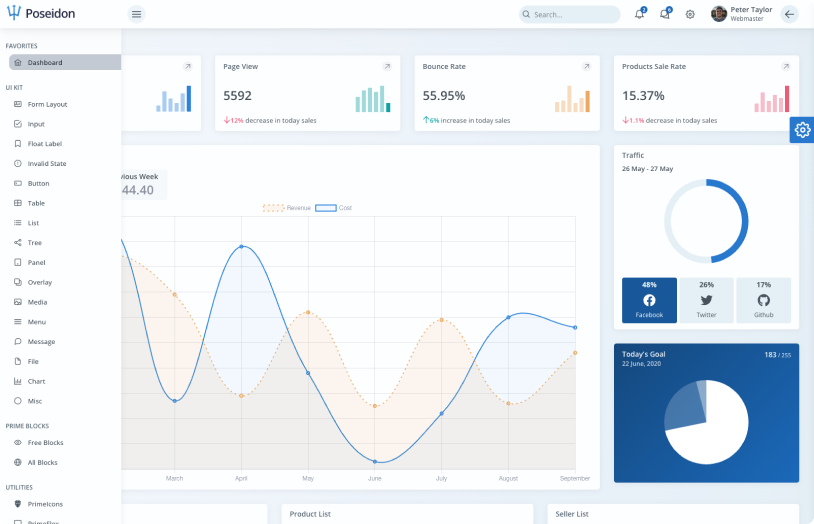 Poseidon
Search...
2
5
Peter Taylor
Webmaster
FAVORITES
Dashboard
UI KIT
Form Layout
Input
Float Label
Invalid State
Button
Table
List
Tree
Panel
Overlay
Media
Menu
Message
File
Chart
Misc
PRIME BLOCKS
Free Blocks
All Blocks
UTILITIES
PrimeIcons
PrimeFlex
Page View
5592
12% decrease in today sales
Bounce Rate
55.95%
6% increase in today sales
Products Sale Rate
15.37%
1.1% decrease in today sales
vious Week
44.40
Revenue
Cost
March
April
May
June
July
August
September
Traffic
26 May - 27 May
48%
Facebook
26%
Twitter
17%
Github
Today's Goal
183 / 255
22 June, 2020
Product List
Seller List